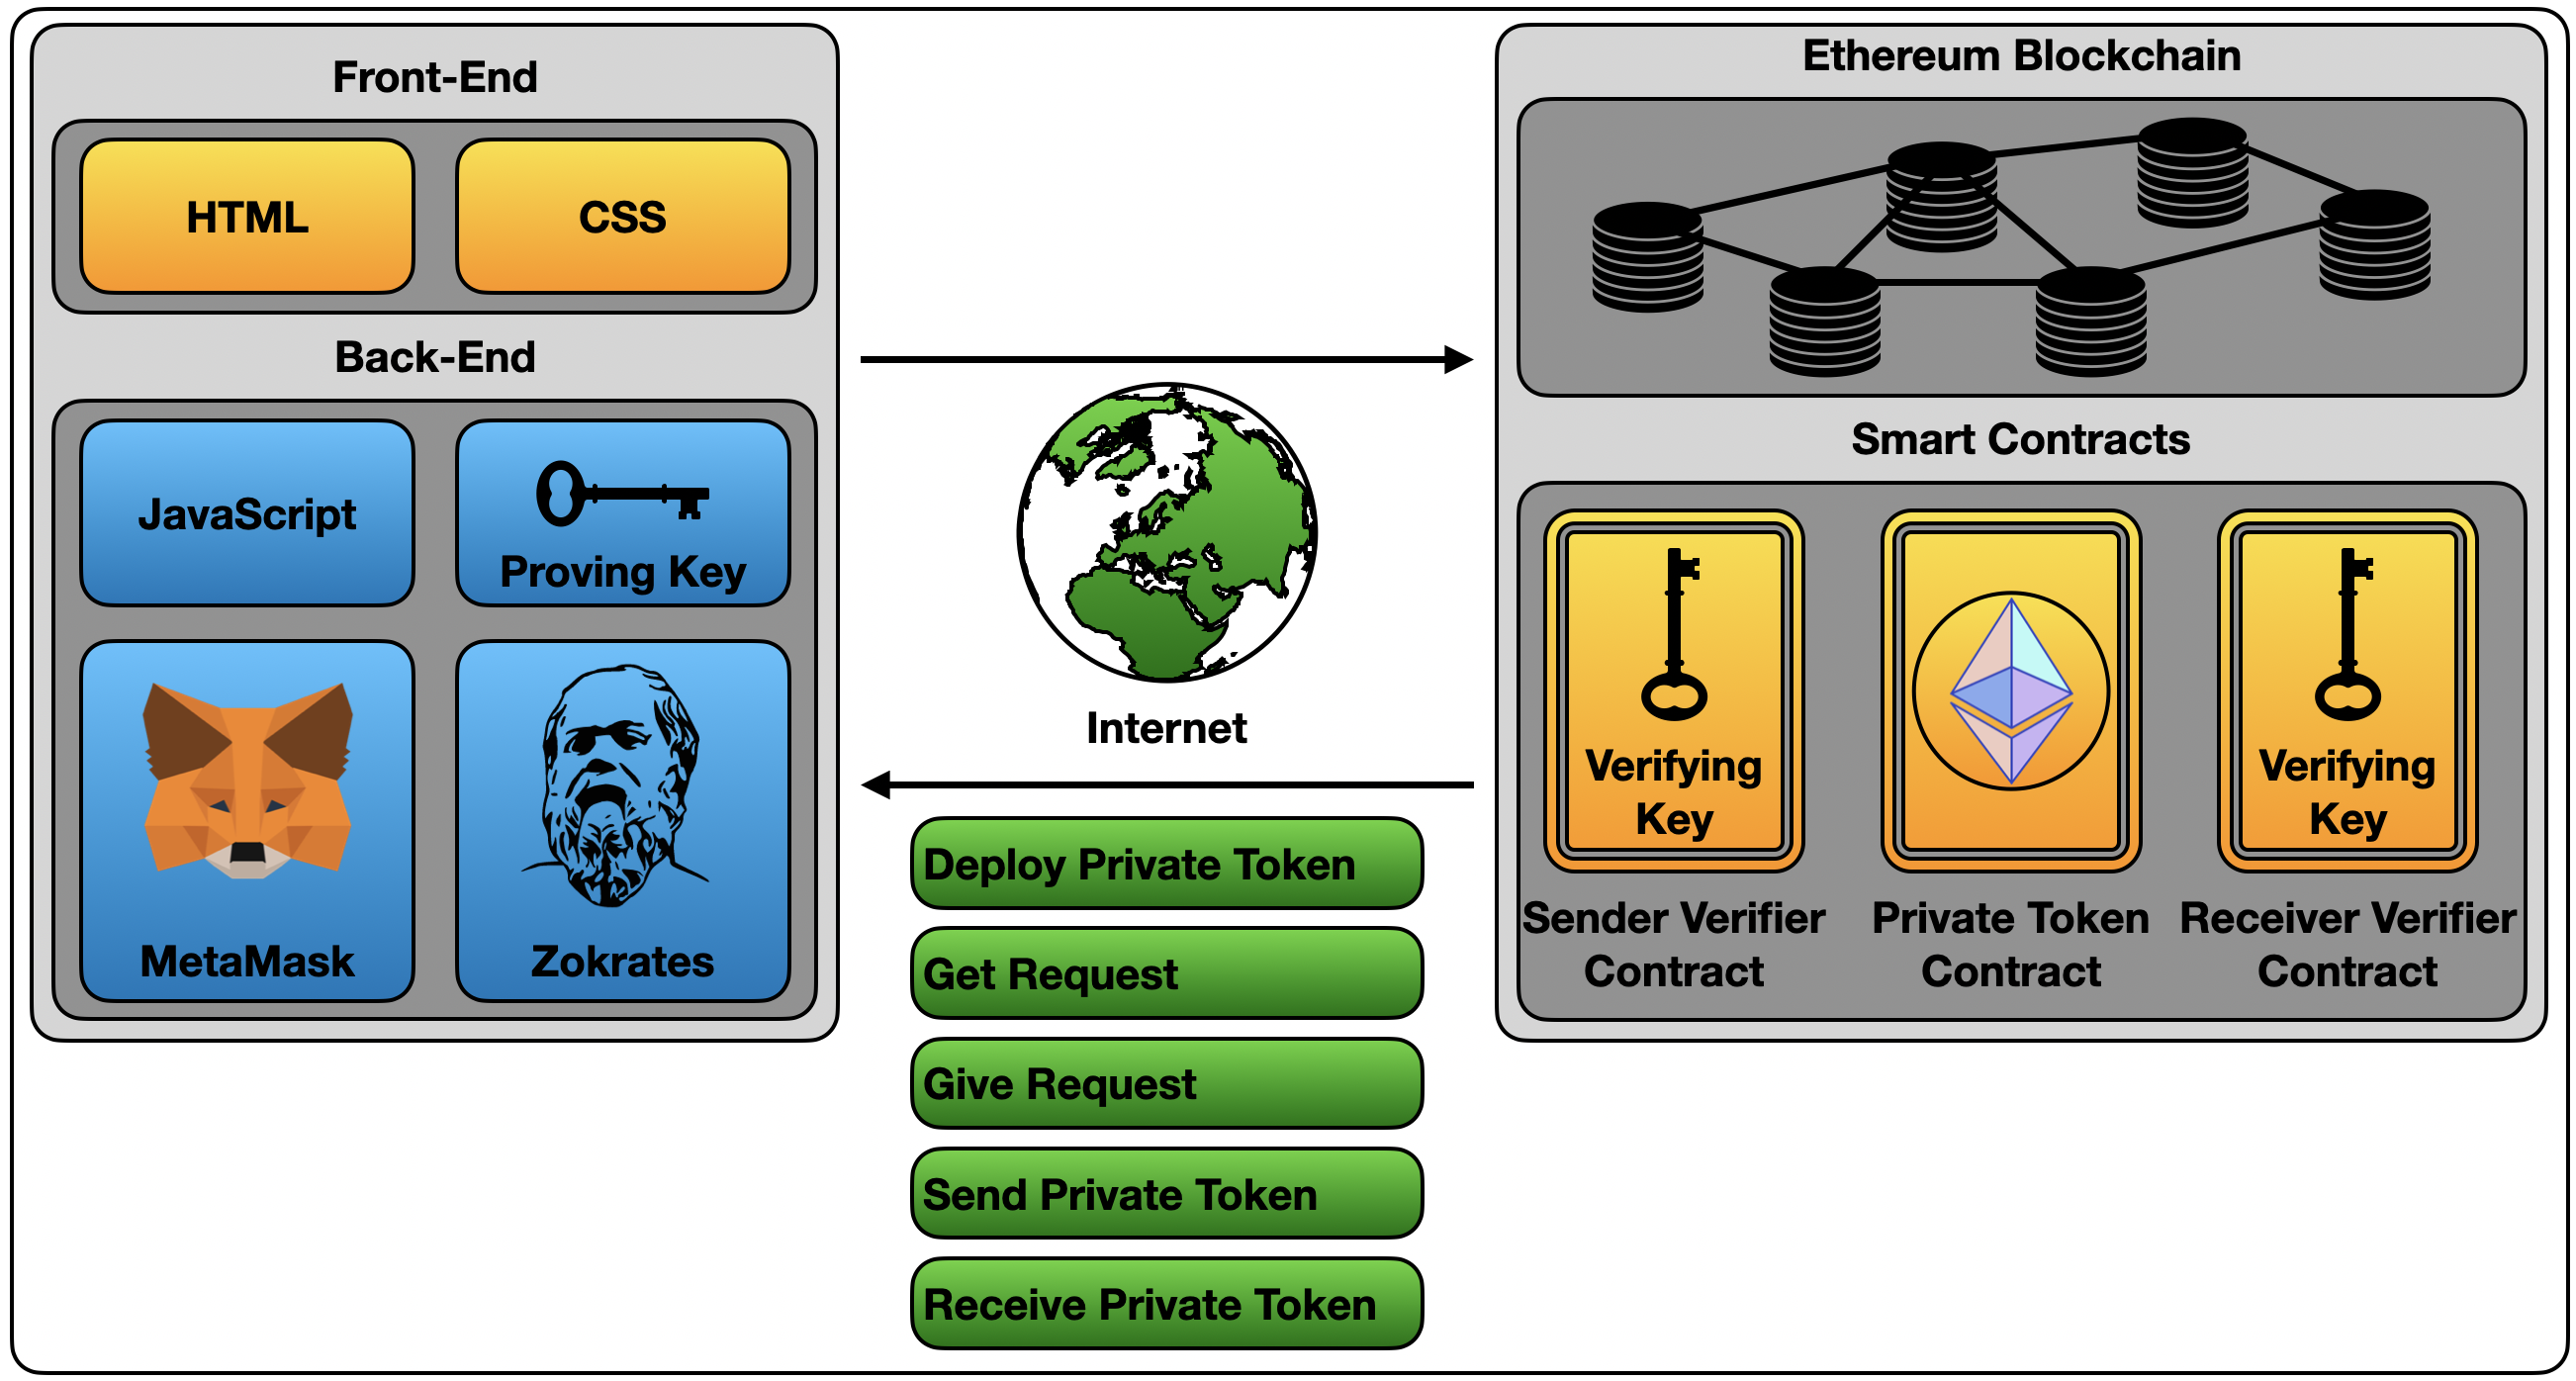 Front-End
HTML
CSS
Back-End
JavaScript
Proving Key
MetaMask
Zokrates
Internet
Deploy Private Token
Get Request
Give Request
Send Private Token
Receive Private Token
Ethereum Blockchain
Smart Contracts
Verifying
Key
Sender Verifier
Contract
Private Token
Contract
Verifying
Key
Receiver Verifier
Contract